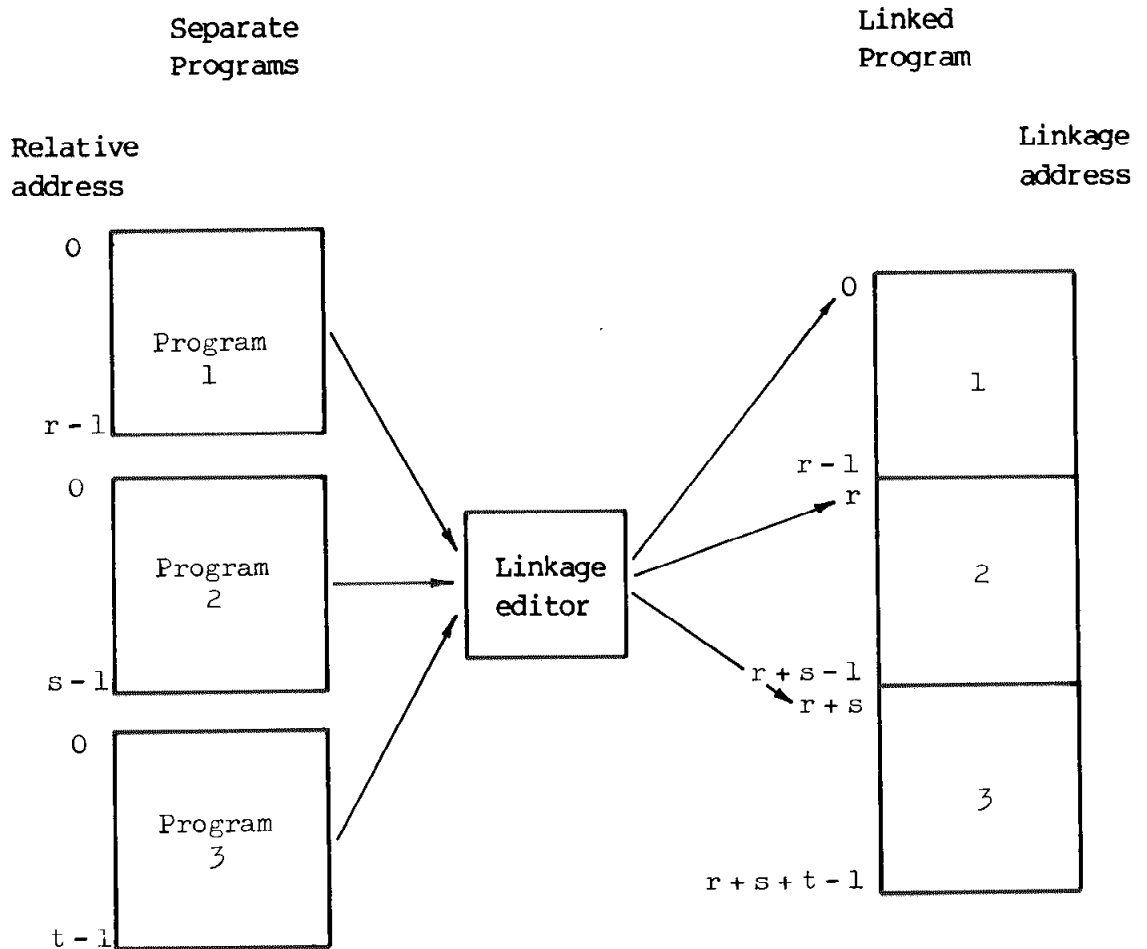 Separate
Programs
Linked
Program
Relative
address
Linkage
address
0
Program
1
r-1
0
Program
2
s-1
0
Program
3
t-1
Linkage
editor
0
1
r-1
r
2
r+s-1
r+s
3
r+s+t-1